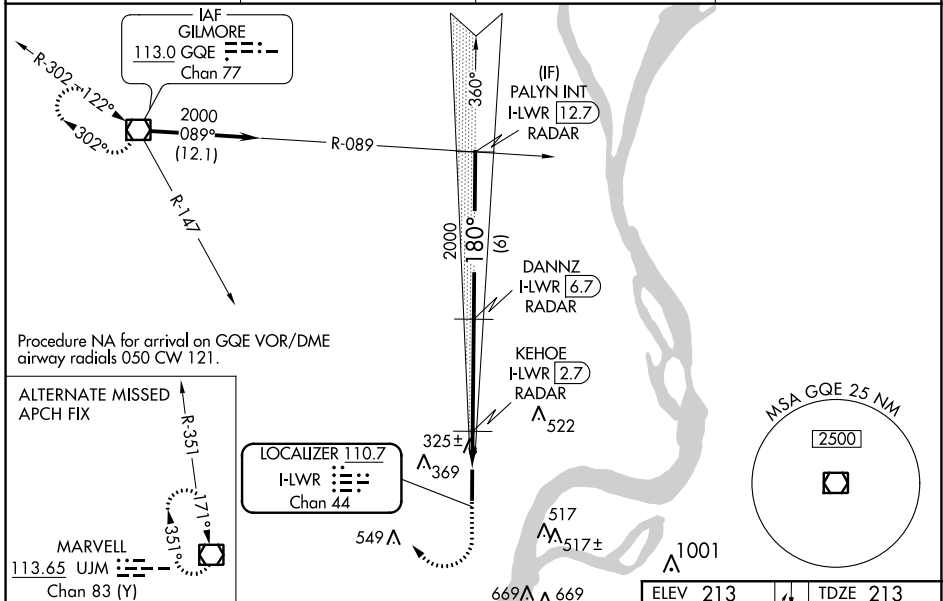 IAF
GILMORE
113.0 GQE
Chan 77
R-302
122°
302°
2000
089°
(12.1)
R-089
R-147
360°
(IF)
PALYN INT
I-LWR 12.7
RADAR
2000
180°
(6)
DANNZ
I-LWR 6.7
RADAR
KEHOE
I-LWR 2.7
RADAR
522
325±
369
Procedure NA for arrival on GQE VOR/DME
airway radials 050 CW 121.
ALTERNATE MISSED
APCH FIX
R-351
171°
351°
MARVELL
113.65 UJM
Chan 83 (Y)
LOCALIZER 110.7
I-LWR
Chan 44
549
517
517±
1001
669
669
MSA GQE 25 NM
2500
ELEV 213
TDZE 213